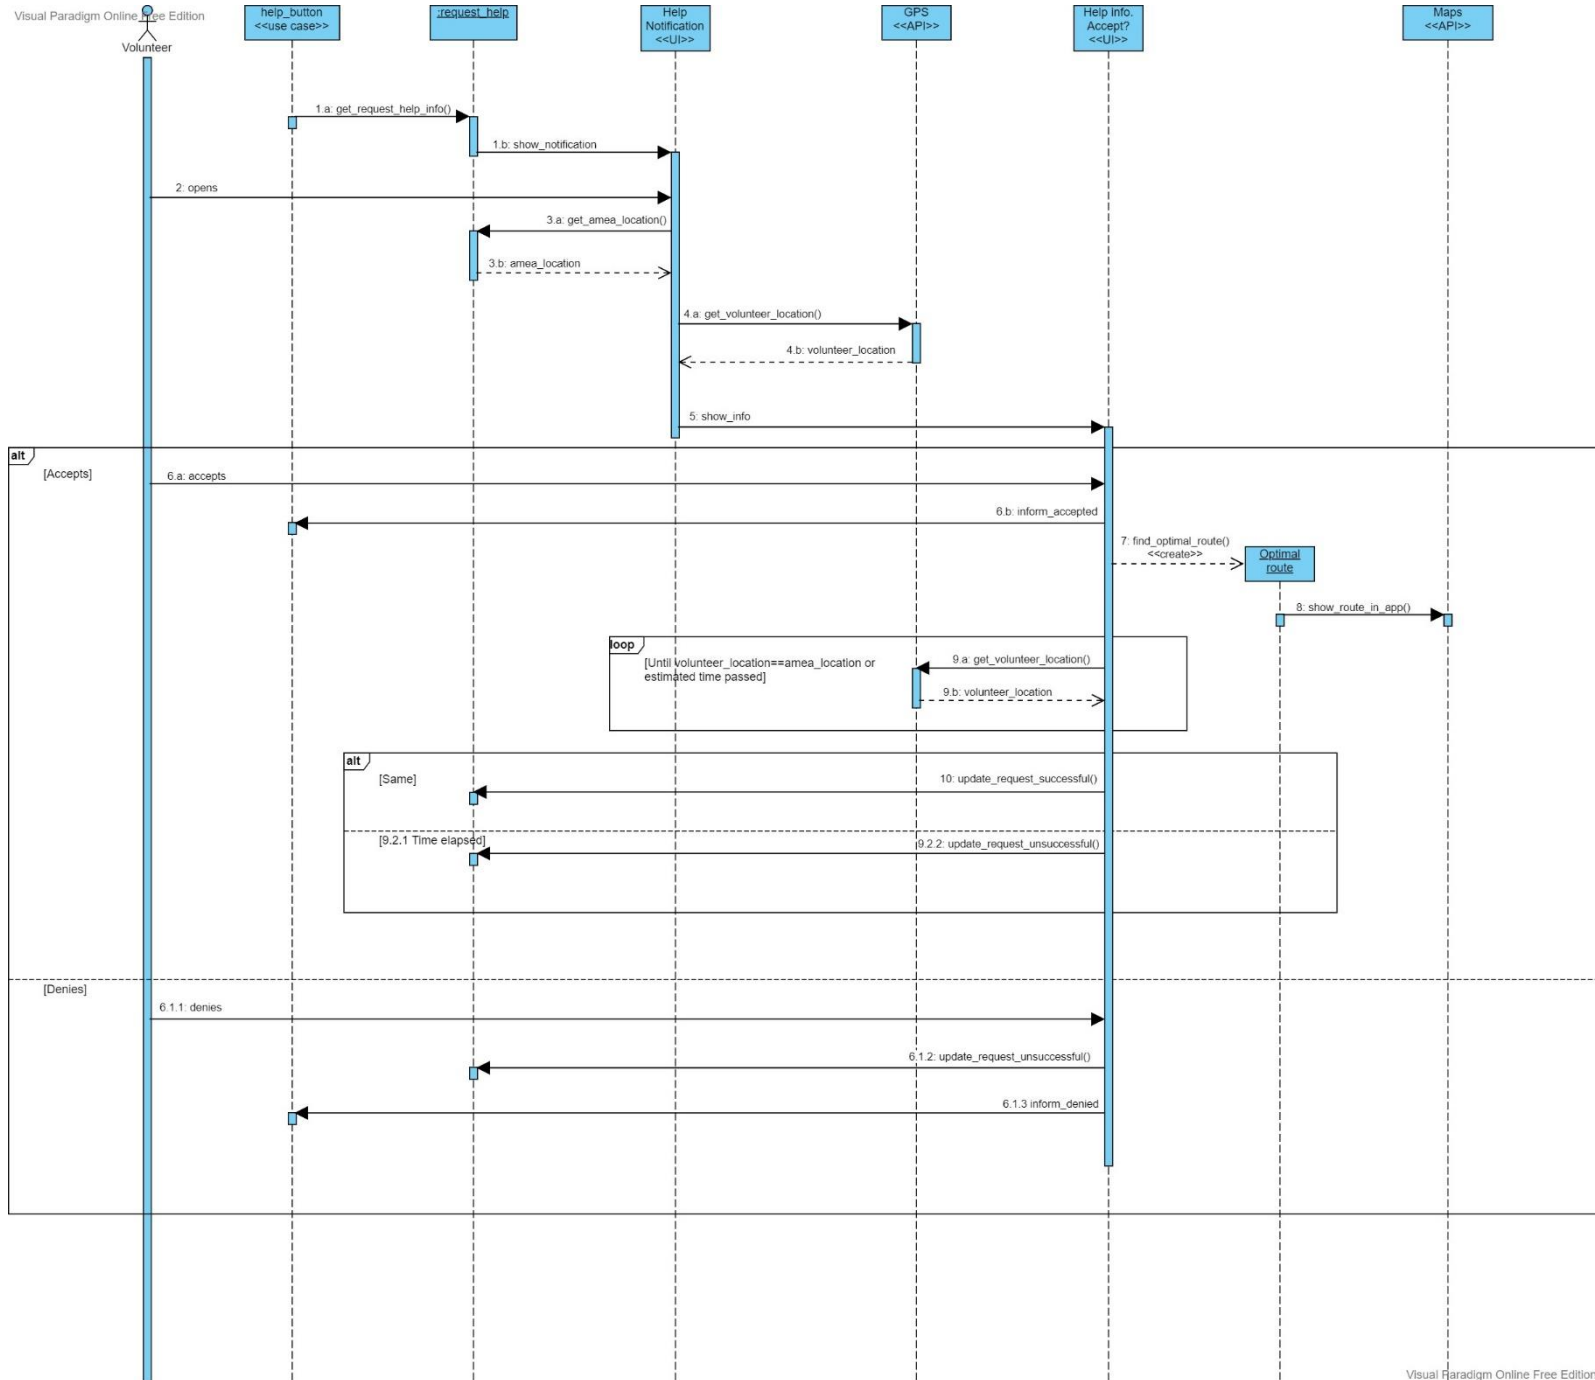 Visual Paradigm Online Free Edition
Volunteer
help_button
<<use case>>
:request_help
Help
Notification
<<UI>>
GPS
<<API>>
Help info.
Accept?
<<UI>>
Maps
<<API>>
1.a: get_request_help_info()
1.b: show_notification
2: opens
3.a: get_amea_location()
3.b: amea_location
4.a: get_volunteer_location()
4.b: volunteer_location
5: show_info
alt
[Accepts]
6.a: accepts
6.b: inform_accepted
7: find_optimal_route()
<<create>>
Optimal
route
8: show_route_in_app()
loop
[Until volunteer_location==amea_location or
estimated time passed]
9.a: get_volunteer_location()
9.b: volunteer_location
alt
[Same]
10: update_request_successful()
[9.2.1 Time elapsed]
9.2.2: update_request_unsuccessful()
[Denies]
6.1.1: denies
6.1.2: update_request_unsuccessful()
6.1.3 inform_denied
Visual Paradigm Online Free Edition